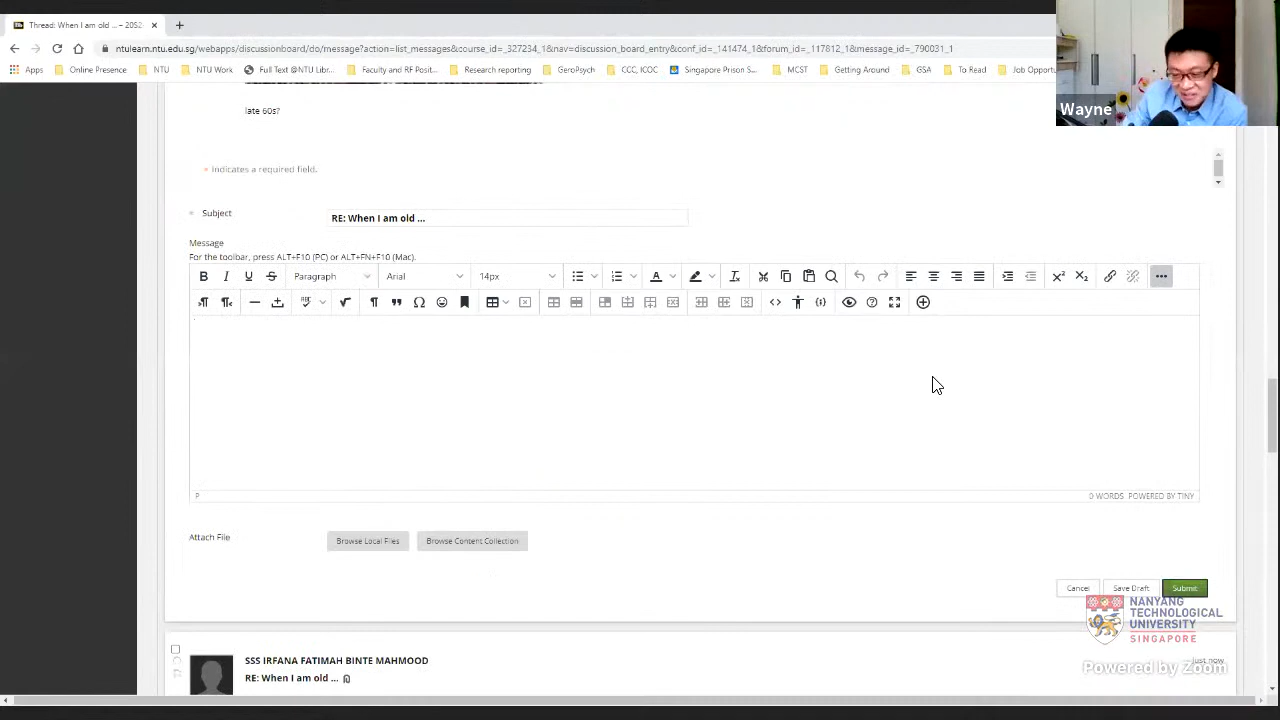 Thread: When I am old ... – 20S2
ntulearn.ntu.edu.sg/webapps/discussionboard/do/message?action=list_messages&course_id=_327234_1&nav=discussion_board_entry&conf_id=_141474_1&forum_id=_117812_1&message_id=_790031_1
Apps Online Presence NTU NTU Work Full Text @NTU Libr... Faculty and RF Posit... Research reporting GeroPsych CCC, ICOC Singapore Prison S... MCST Getting Around GSA To Read Job Opportu
Wayne
late 60s?
* Indicates a required field.
* Subject RE: When I am old ...
Message
For the toolbar, press ALT+F10 (PC) or ALT+FN+F10 (Mac).
B I U S Paragraph Arial 14px
P 0 WORDS POWERED BY TINY
Attach File Browse Local Files Browse Content Collection
Cancel Save Draft Submit
NANYANG
TECHNOLOGICAL
UNIVERSITY
SINGAPORE
SSS IRFANA FATIMAH BINTE MAHMOOD just now
RE: When I am old ...
Powered by Zoom